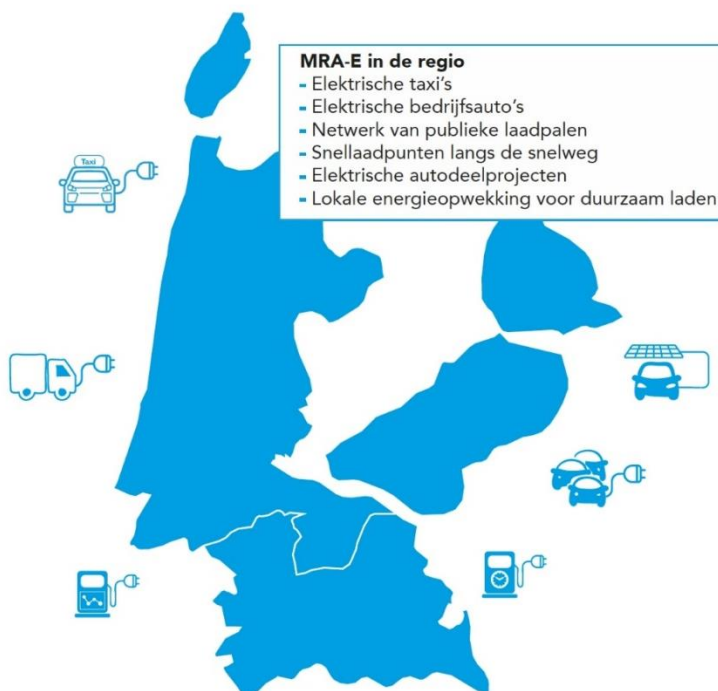 MRA-E in de regio
- Elektrische taxi's
- Elektrische bedrijfsauto's
- Netwerk van publieke laadpalen
- Snellaadpunten langs de snelweg
- Elektrische autodeelprojecten
- Lokale energieopwekking voor duurzaam laden
Taxi